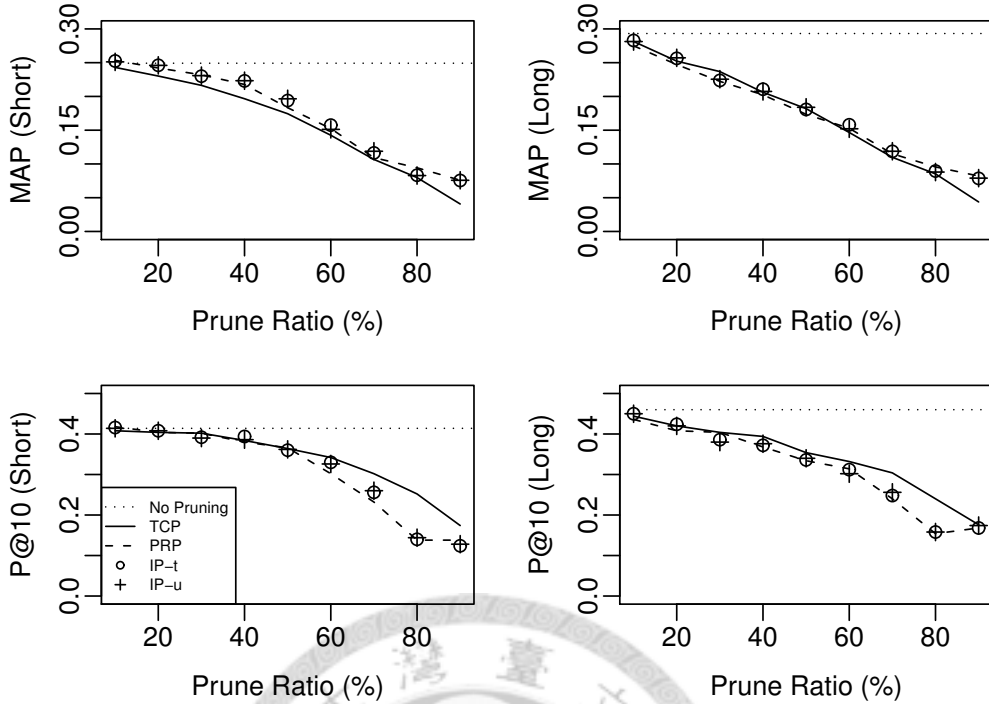 MAP (Short)
0.00 0.15 0.30
20 40 60 80
Prune Ratio (%)
MAP (Long)
0.00 0.15 0.30
20 40 60 80
Prune Ratio (%)
P@10 (Short)
0.0 0.2 0.4
No Pruning
TCP
PRP
IP−t
IP−u
20 40 60 80
Prune Ratio (%)
P@10 (Long)
0.0 0.2 0.4
20 40 60 80
Prune Ratio (%)
灣 臺